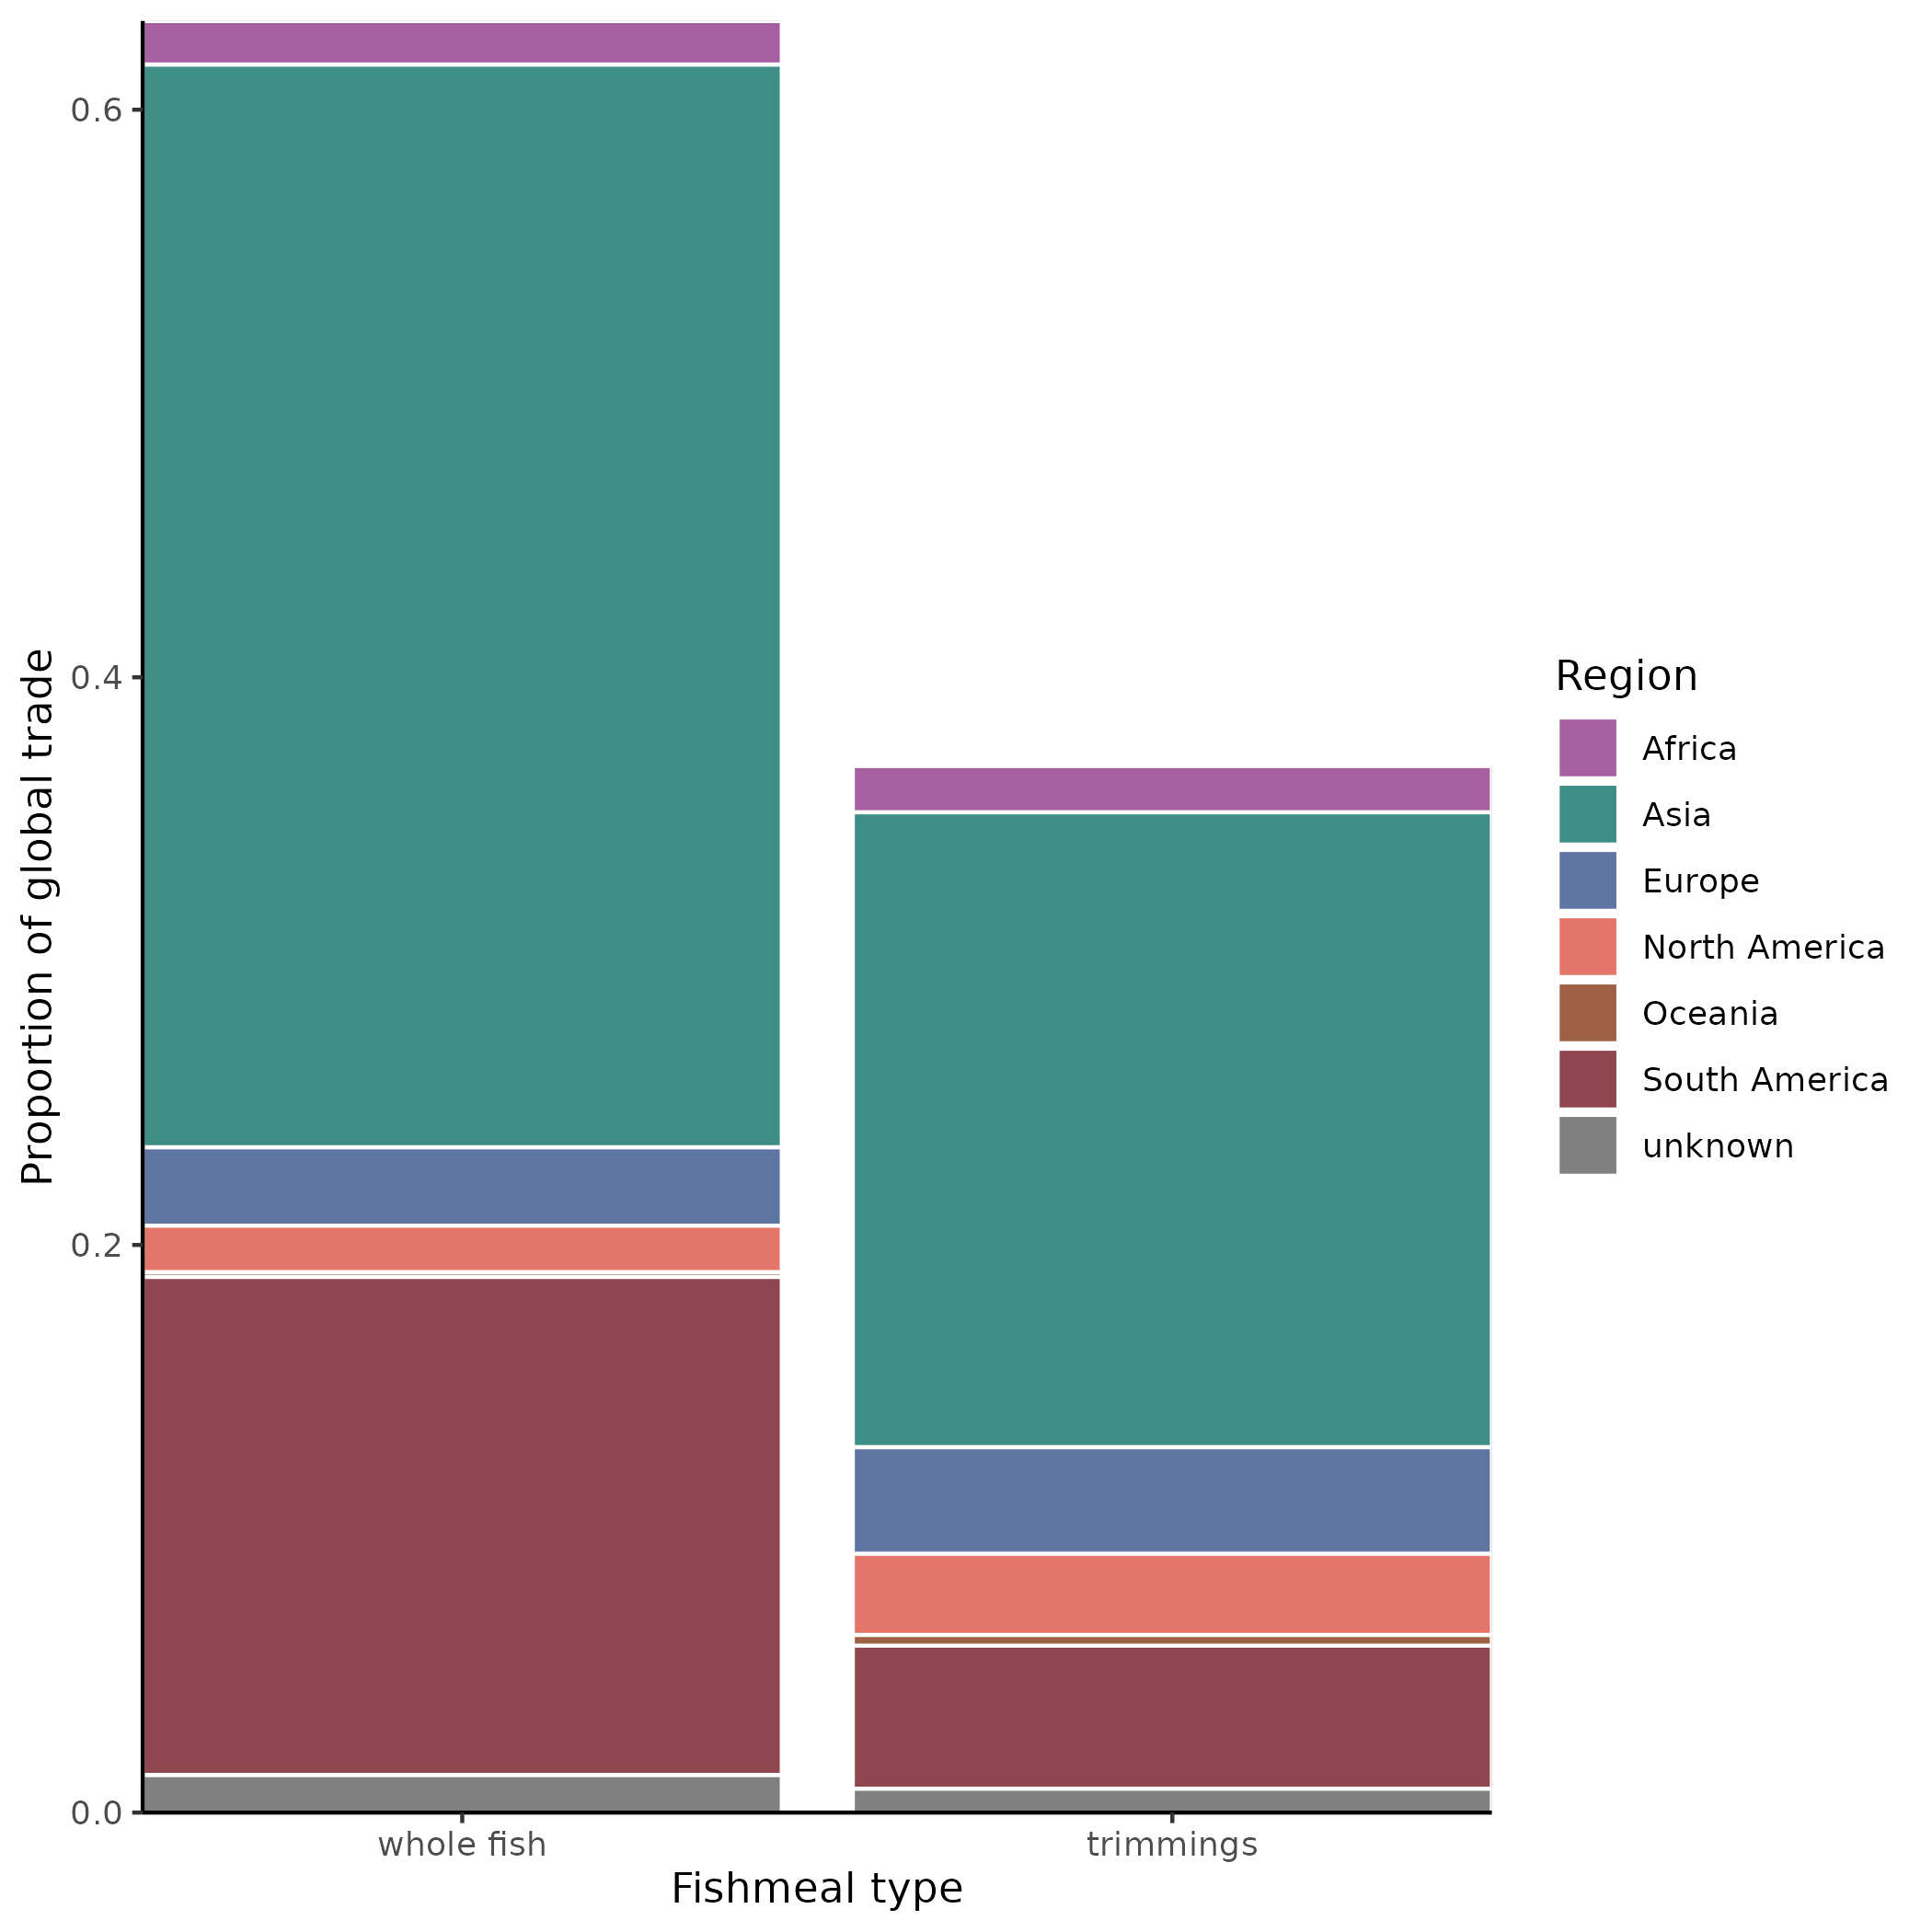 Proportion of global trade
0.6
0.4
0.2
0.0
whole fish
trimmings
Fishmeal type
Region
Africa
Asia
Europe
North America
Oceania
South America
unknown